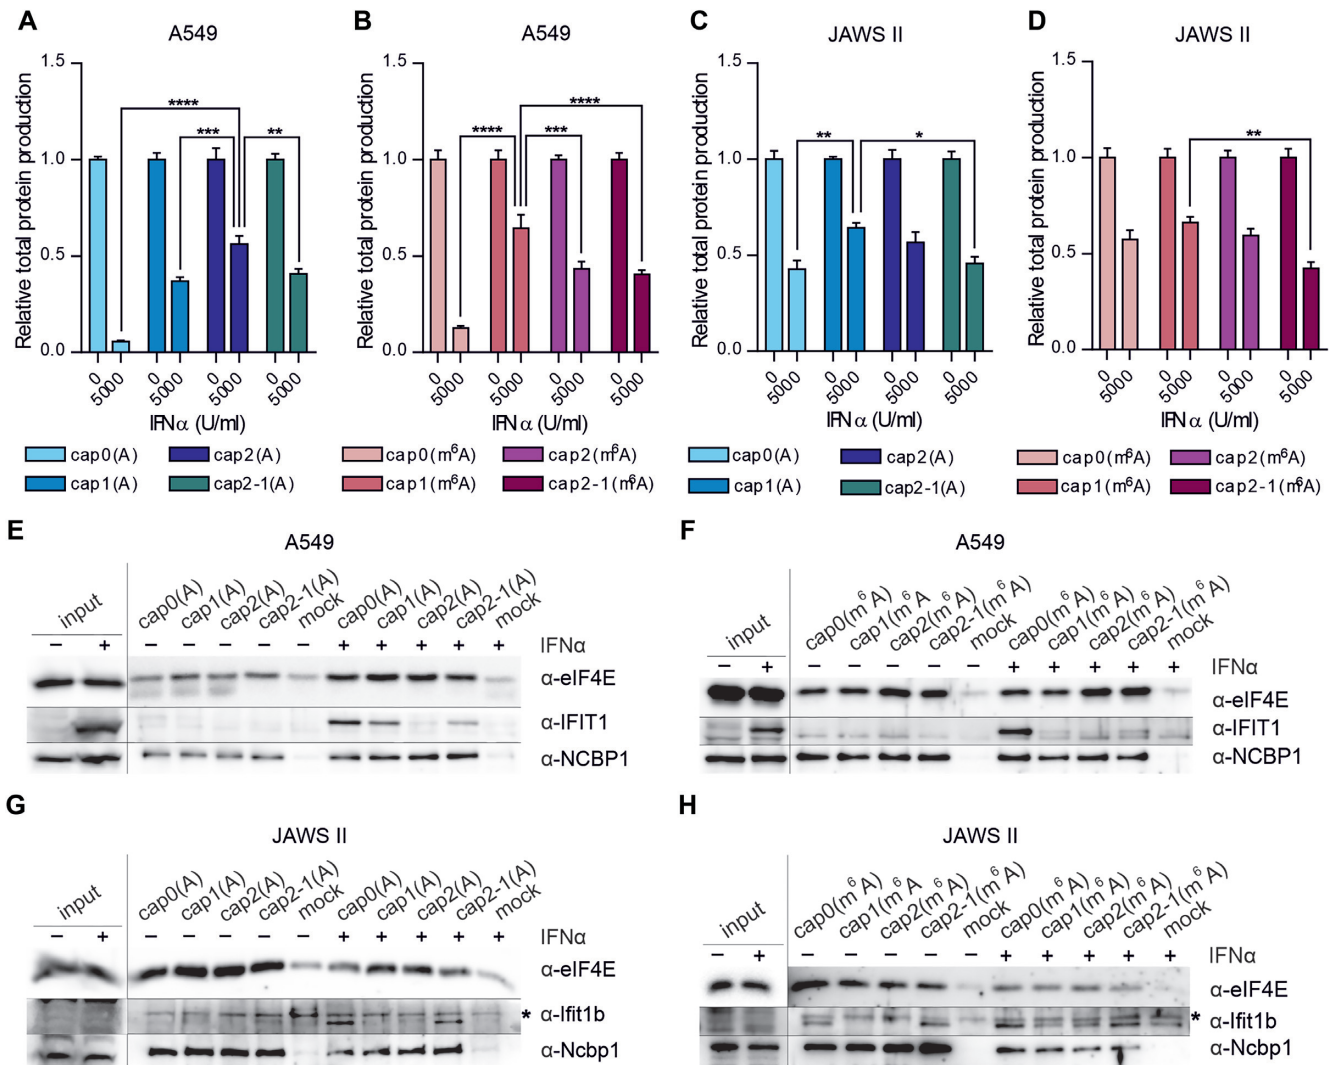 A
A549
Relative total protein production
1.5
1.0
0.5
0.0
****
***
**
0 5000 0 5000 0 5000 0 5000
IFNα (U/ml)
cap0(A) cap2(A)
cap1(A) cap2-1(A)
B
A549
Relative total protein production
1.5
1.0
0.5
0.0
****
****
***
0 5000 0 5000 0 5000 0 5000
IFNα (U/ml)
cap0(m⁶A) cap2(m⁶A)
cap1(m⁶A) cap2-1(m⁶A)
C
JAWS II
Relative total protein production
1.5
1.0
0.5
0.0
**
*
0 5000 0 5000 0 5000 0 5000
IFNα (U/ml)
cap0(A) cap2(A)
cap1(A) cap2-1(A)
D
JAWS II
Relative total protein production
1.5
1.0
0.5
0.0
**
0 5000 0 5000 0 5000 0 5000
IFNα (U/ml)
cap0(m⁶A) cap2(m⁶A)
cap1(m⁶A) cap2-1(m⁶A)
E
A549
input cap0(A) cap1(A) cap2(A) cap2-1(A) mock cap0(A) cap1(A) cap2(A) cap2-1(A) mock
– + – – – – – + + + + + IFNα
α-eIF4E
α-IFIT1
α-NCBP1
F
A549
input cap0(m⁶A) cap1(m⁶A cap2(m⁶A) cap2-1(m⁶A) mock cap0(m⁶A) cap1(m⁶A) cap2(m⁶A) cap2-1(m⁶A) mock
– + – – – – – + + + + + IFNα
α-eIF4E
α-IFIT1
α-NCBP1
G
JAWS II
input cap0(A) cap1(A) cap2(A) cap2-1(A) mock cap0(A) cap1(A) cap2(A) cap2-1(A) mock
– + – – – – – + + + + + IFNα
α-eIF4E
* α-Ifit1b
α-Ncbp1
H
JAWS II
input cap0(m⁶A) cap1(m⁶A cap2(m⁶A) cap2-1(m⁶A) mock cap0(m⁶A) cap1(m⁶A) cap2(m⁶A) cap2-1(m⁶A) mock
– + – – – – – + + + + + IFNα
α-eIF4E
* α-Ifit1b
α-Ncbp1